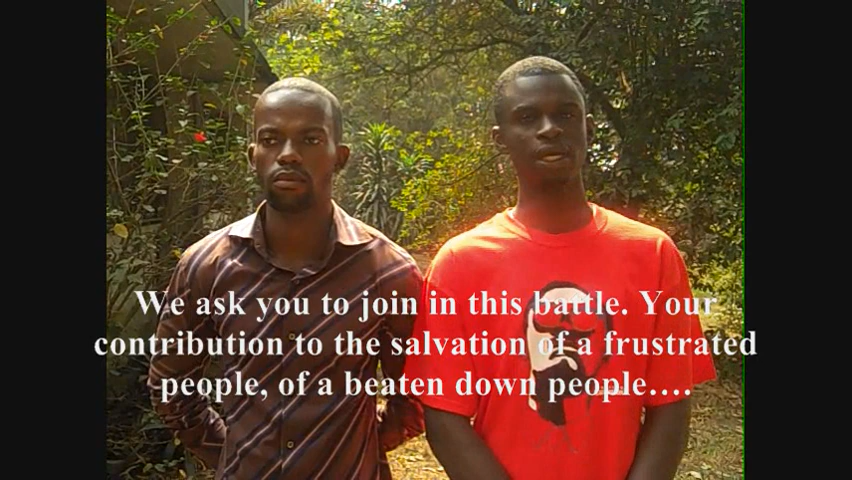 We ask you to join in this battle. Your
contribution to the salvation of a frustrated
people, of a beaten down people….